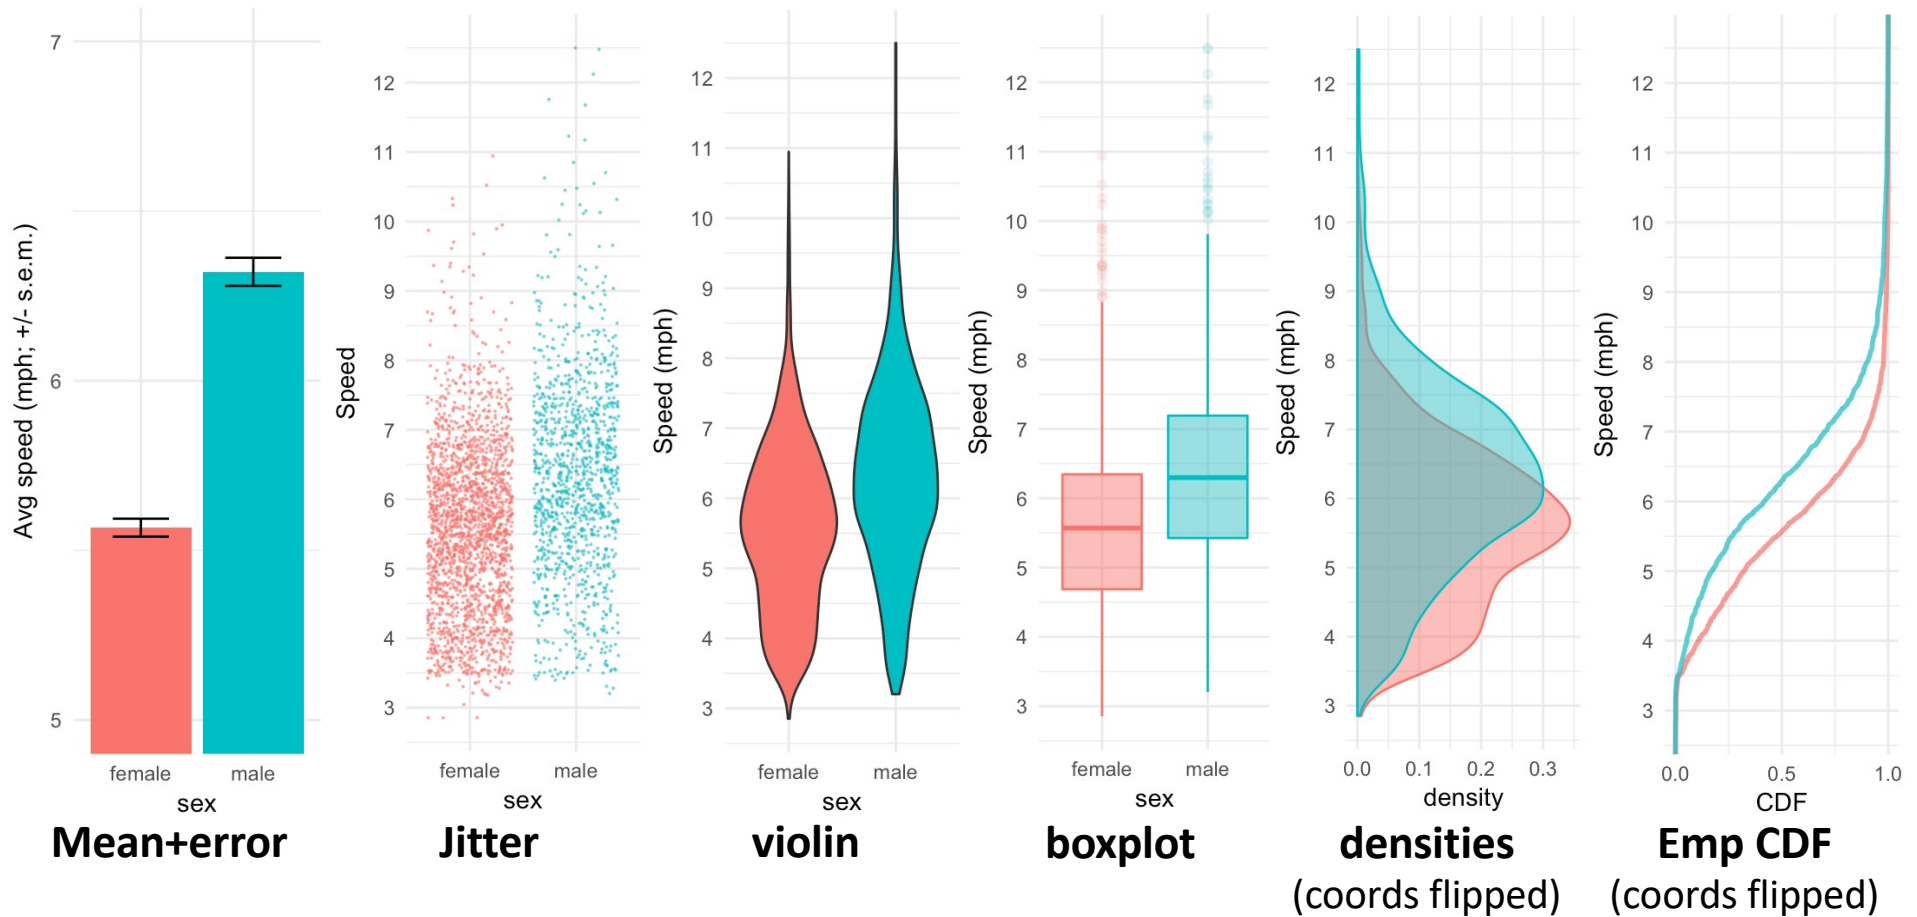 Avg speed (mph; +/- s.e.m.)
7
6
5
female male
sex
Mean+error
Speed
12
11
10
9
8
7
6
5
4
3
female male
sex
Jitter
Speed (mph)
12
11
10
9
8
7
6
5
4
3
female male
sex
violin
Speed (mph)
12
11
10
9
8
7
6
5
4
3
female male
sex
boxplot
Speed (mph)
12
11
10
9
8
7
6
5
4
3
0.0 0.1 0.2 0.3
density
densities
(coords flipped)
Speed (mph)
12
11
10
9
8
7
6
5
4
3
0.0 0.5 1.0
CDF
Emp CDF
(coords flipped)